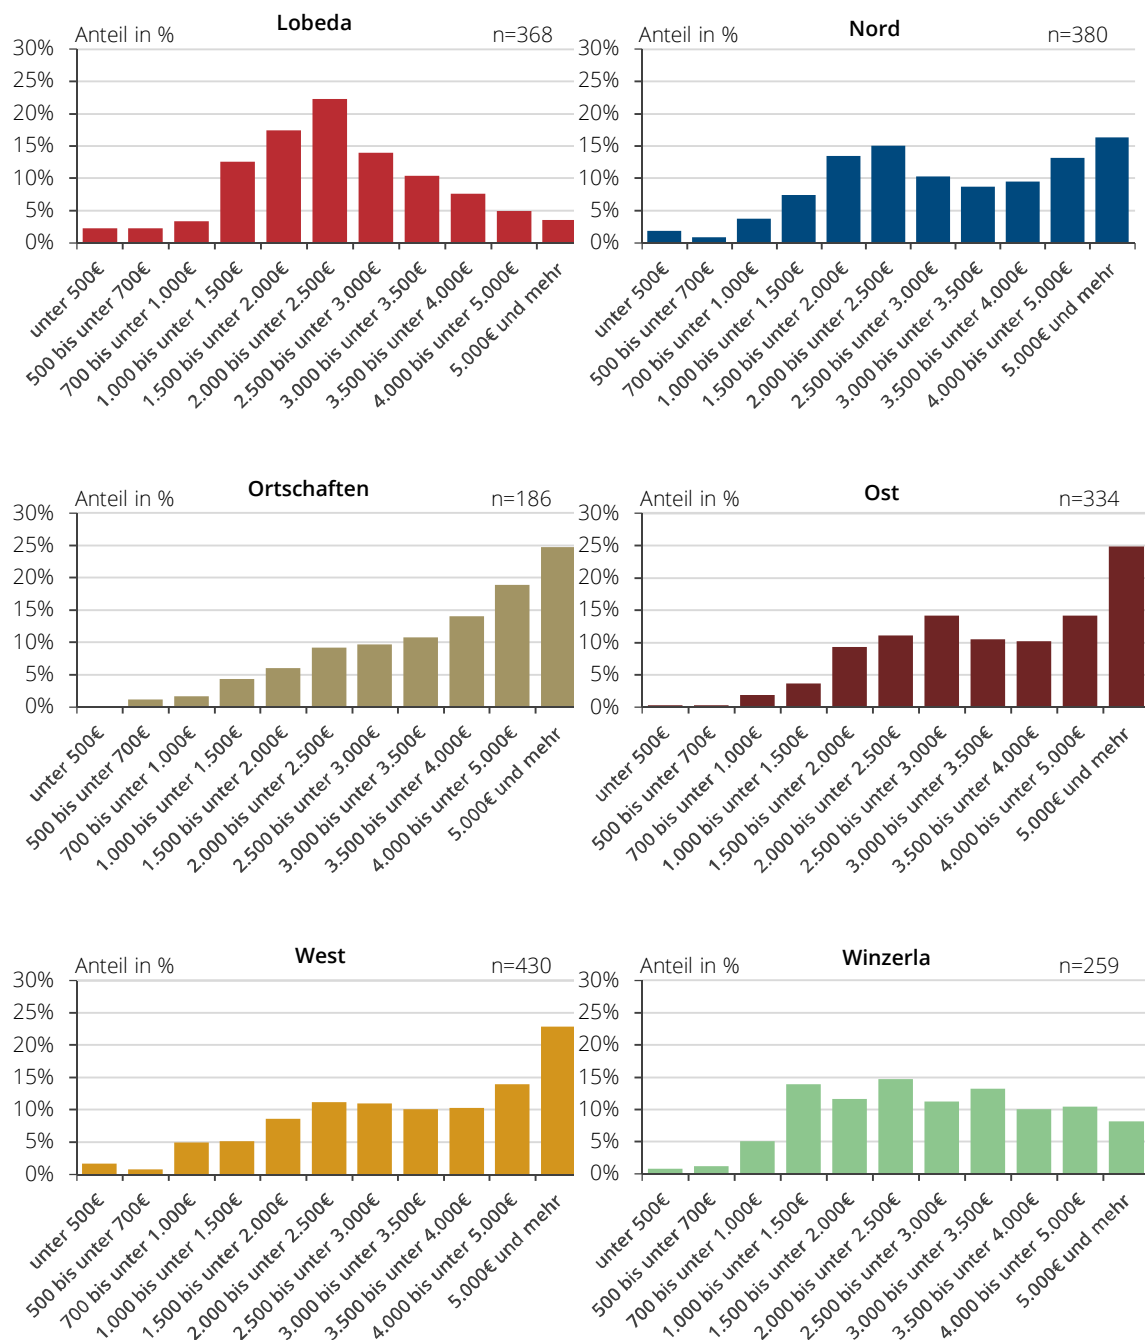 Lobeda
Anteil in %
n=368
30%
25%
20%
15%
10%
5%
0%
unter 500€
500 bis unter 700€
700 bis unter 1.000€
1.000 bis unter 1.500€
1.500 bis unter 2.000€
2.000 bis unter 2.500€
2.500 bis unter 3.000€
3.000 bis unter 3.500€
3.500 bis unter 4.000€
4.000 bis unter 5.000€
5.000€ und mehr
Nord
Anteil in %
n=380
30%
25%
20%
15%
10%
5%
0%
unter 500€
500 bis unter 700€
700 bis unter 1.000€
1.000 bis unter 1.500€
1.500 bis unter 2.000€
2.000 bis unter 2.500€
2.500 bis unter 3.000€
3.000 bis unter 3.500€
3.500 bis unter 4.000€
4.000 bis unter 5.000€
5.000€ und mehr
Ortschaften
Anteil in %
n=186
30%
25%
20%
15%
10%
5%
0%
unter 500€
500 bis unter 700€
700 bis unter 1.000€
1.000 bis unter 1.500€
1.500 bis unter 2.000€
2.000 bis unter 2.500€
2.500 bis unter 3.000€
3.000 bis unter 3.500€
3.500 bis unter 4.000€
4.000 bis unter 5.000€
5.000€ und mehr
Ost
Anteil in %
n=334
30%
25%
20%
15%
10%
5%
0%
unter 500€
500 bis unter 700€
700 bis unter 1.000€
1.000 bis unter 1.500€
1.500 bis unter 2.000€
2.000 bis unter 2.500€
2.500 bis unter 3.000€
3.000 bis unter 3.500€
3.500 bis unter 4.000€
4.000 bis unter 5.000€
5.000€ und mehr
West
Anteil in %
n=430
30%
25%
20%
15%
10%
5%
0%
unter 500€
500 bis unter 700€
700 bis unter 1.000€
1.000 bis unter 1.500€
1.500 bis unter 2.000€
2.000 bis unter 2.500€
2.500 bis unter 3.000€
3.000 bis unter 3.500€
3.500 bis unter 4.000€
4.000 bis unter 5.000€
5.000€ und mehr
Winzerla
Anteil in %
n=259
30%
25%
20%
15%
10%
5%
0%
unter 500€
500 bis unter 700€
700 bis unter 1.000€
1.000 bis unter 1.500€
1.500 bis unter 2.000€
2.000 bis unter 2.500€
2.500 bis unter 3.000€
3.000 bis unter 3.500€
3.500 bis unter 4.000€
4.000 bis unter 5.000€
5.000€ und mehr